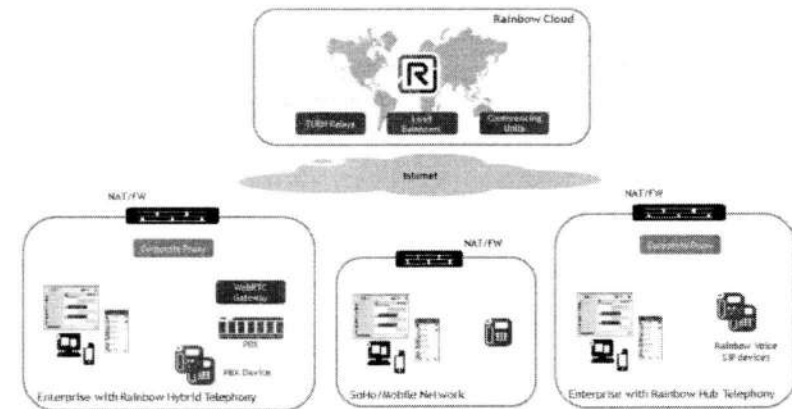 Rainbow Cloud
R
TURN Relays
Load
Balancers
Conferencing
Units
Internet
NAT/FW
NAT/FW
NAT/FW
Corporate Proxy
Corporate Proxy
WebRTC
Gateway
PBX
PBX Device
Rainbow Voice
SIP devices
Enterprise with Rainbow Hybrid Telephony
SoHo/Mobile Network
Enterprise with Rainbow Hub Telephony